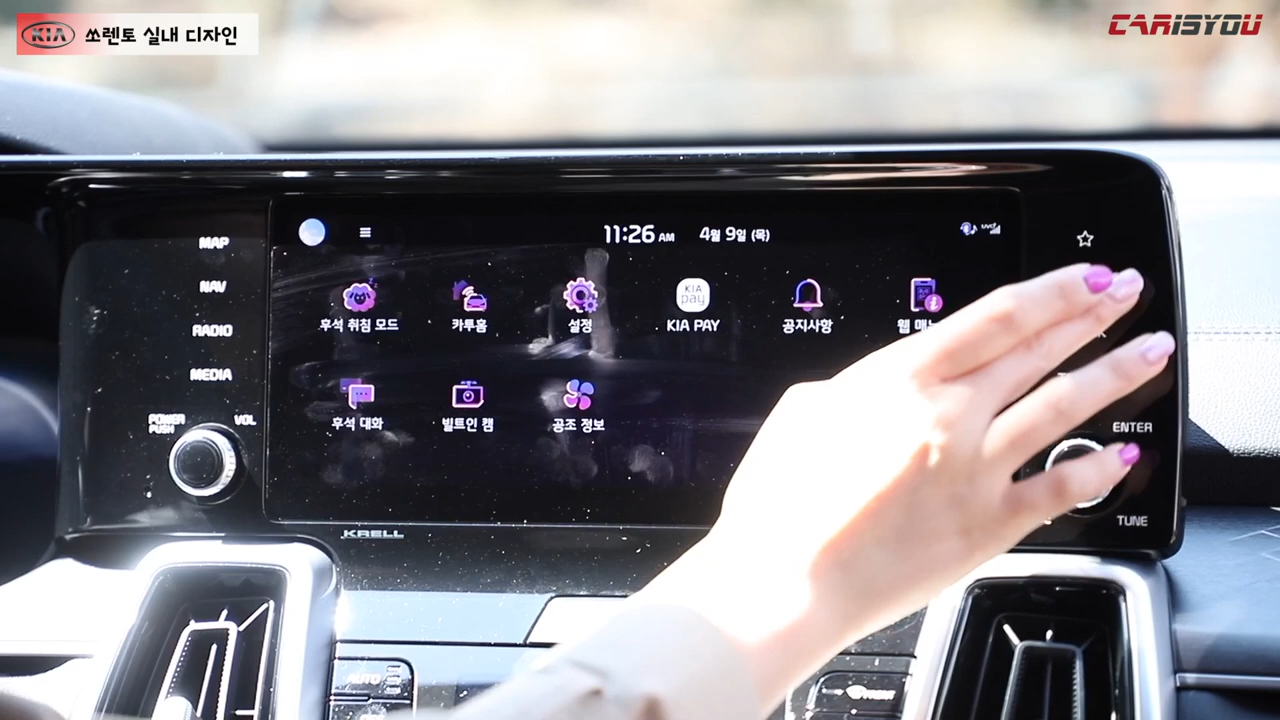 KIA 쏘렌토 실내 디자인
CARISYOU
MAP
NAV
RADIO
MEDIA
POWER
PUSH
VOL
11:26 AM 4월 9일 (목)
후석 취침 모드
카투홈
설정
KIA
pay
KIA PAY
공지사항
웹
후석 대화
빌트인 캠
공조 정보
ENTER
TUNE
KRELL
AUTO